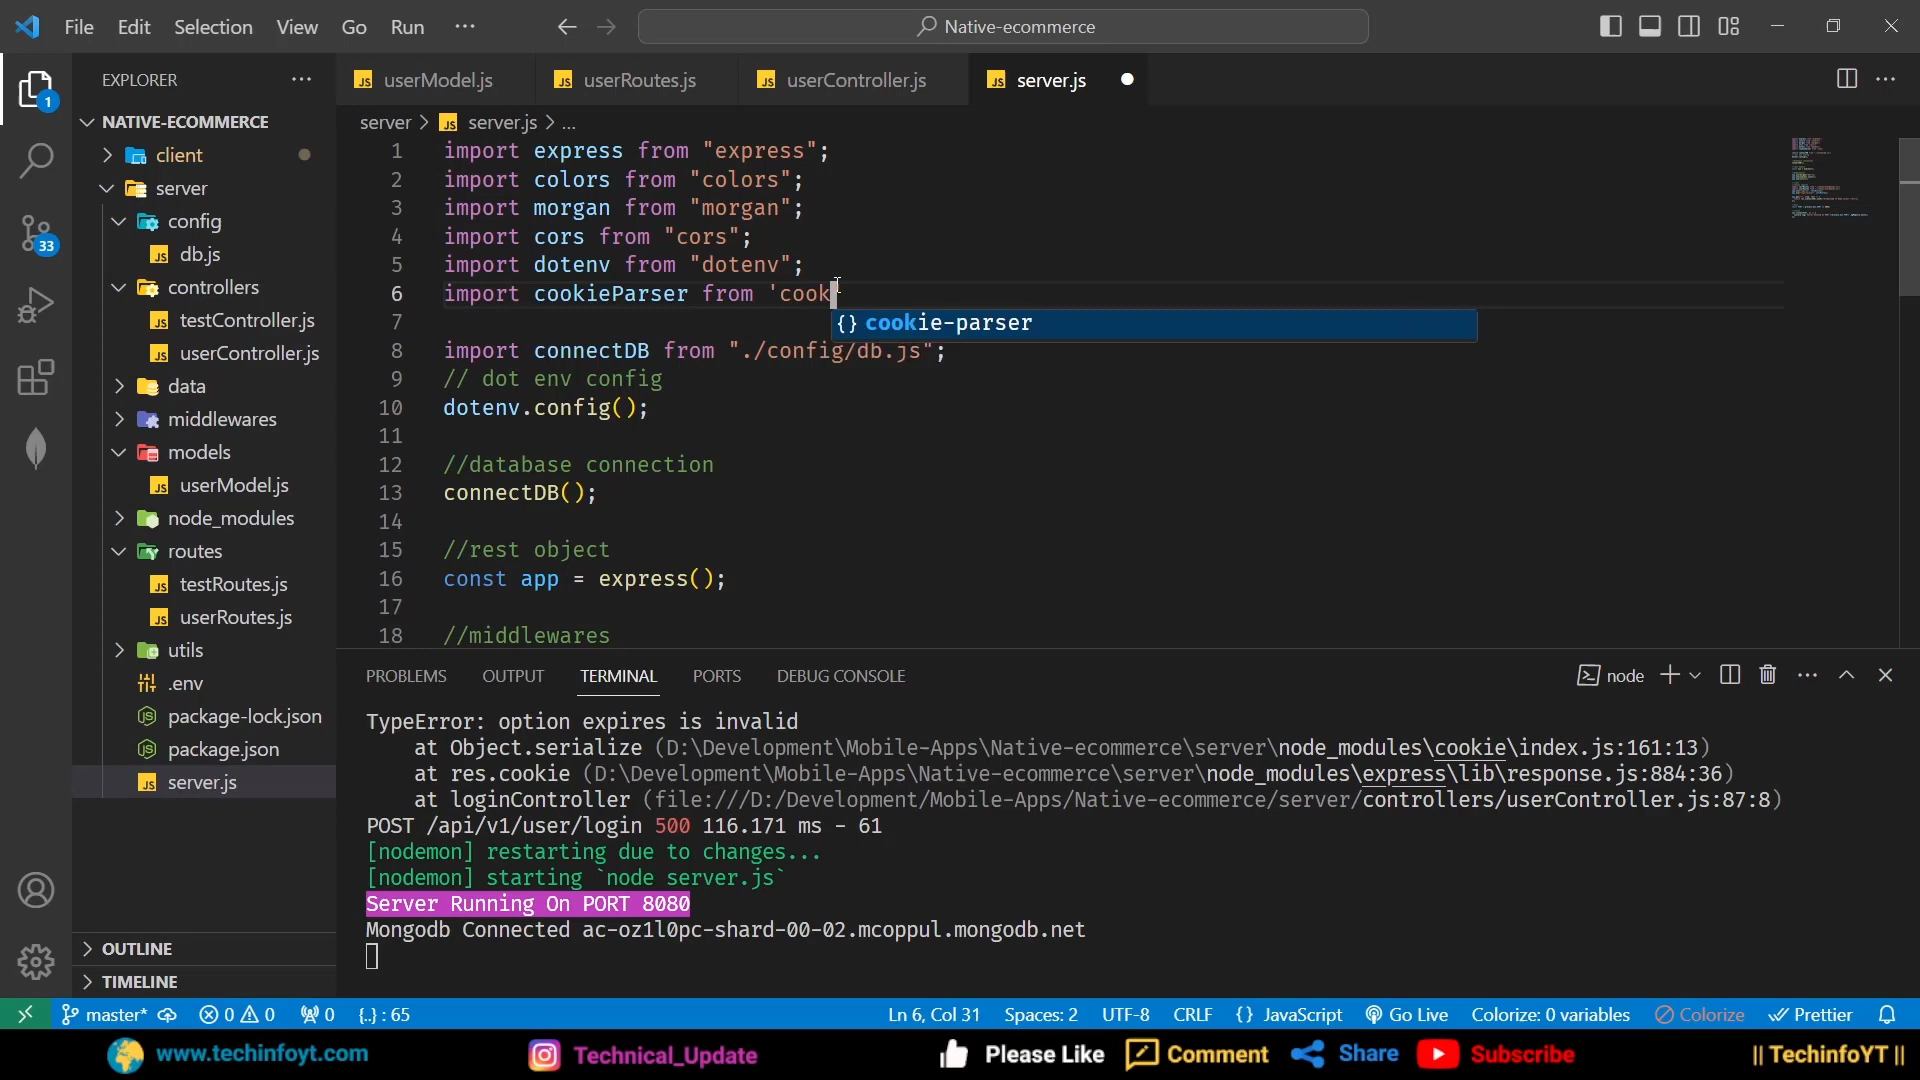 File Edit Selection View Go Run ··· Native-ecommerce
EXPLORER ···
1
33
NATIVE-ECOMMERCE
client
server
config
db.js
controllers
testController.js
userController.js
data
middlewares
models
userModel.js
node_modules
routes
testRoutes.js
userRoutes.js
utils
.env
package-lock.json
package.json
server.js
OUTLINE
TIMELINE
userModel.js userRoutes.js userController.js server.js
server > server.js > ...
1 import express from "express";
2 import colors from "colors";
3 import morgan from "morgan";
4 import cors from "cors";
5 import dotenv from "dotenv";
6 import cookieParser from 'cook
7 {} cookie-parser
8 import connectDB from "./config/db.js";
9 // dot env config
10 dotenv.config();
11
12 //database connection
13 connectDB();
14
15 //rest object
16 const app = express();
17
18 //middlewares
PROBLEMS OUTPUT TERMINAL PORTS DEBUG CONSOLE node
TypeError: option expires is invalid
at Object.serialize (D:\Development\Mobile-Apps\Native-ecommerce\server\node_modules\cookie\index.js:161:13)
at res.cookie (D:\Development\Mobile-Apps\Native-ecommerce\server\node_modules\express\lib\response.js:884:36)
at loginController (file:///D:/Development/Mobile-Apps/Native-ecommerce/server/controllers/userController.js:87:8)
POST /api/v1/user/login 500 116.171 ms - 61
[nodemon] restarting due to changes...
[nodemon] starting `node server.js`
Server Running On PORT 8080
Mongodb Connected ac-oz1l0pc-shard-00-02.mcoppul.mongodb.net
master* 0 0 0 {..} : 65 Ln 6, Col 31 Spaces: 2 UTF-8 CRLF {} JavaScript Go Live Colorize: 0 variables Colorize Prettier
www.techinfoyt.com Technical_Update Please Like Comment Share Subscribe || TechinfoYT ||